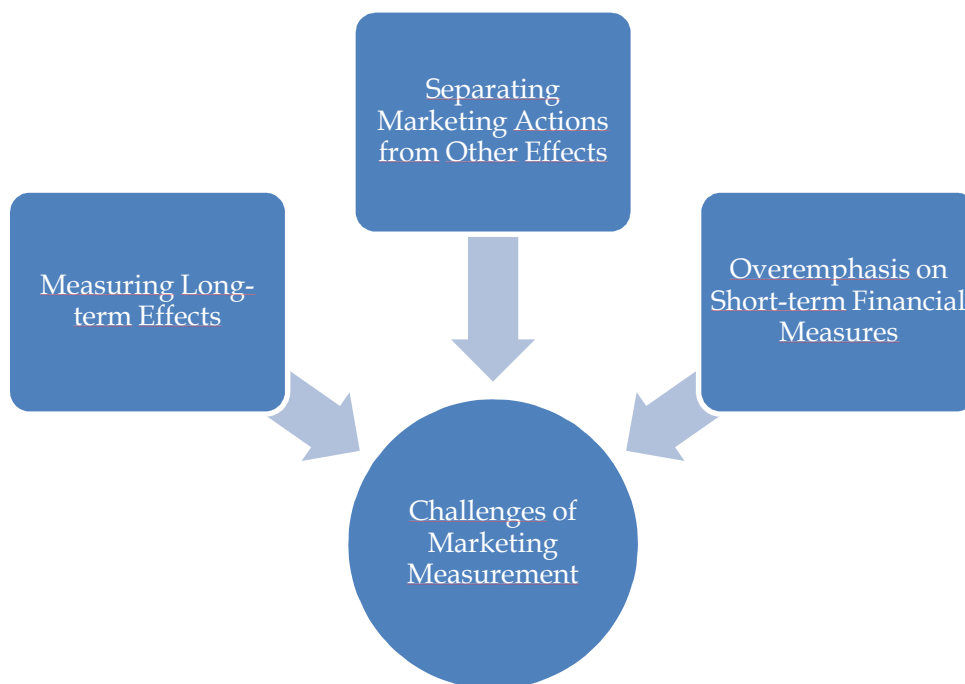 Separating
Marketing Actions
from Other Effects
Measuring Long-
term Effects
Overemphasis on
Short-term Financial
Measures
Challenges of
Marketing
Measurement